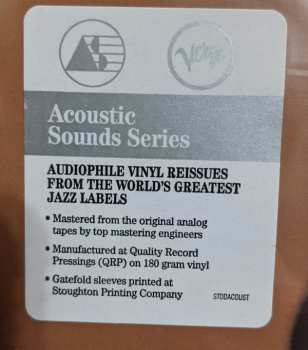 AS
Verve
Acoustic
Sounds Series
AUDIOPHILE VINYL REISSUES
FROM THE WORLD'S GREATEST
JAZZ LABELS
• Mastered from the original analog
tapes by top mastering engineers
• Manufactured at Quality Record
Pressings (QRP) on 180 gram vinyl
• Gatefold sleeves printed at
Stoughton Printing Company
STODACOUST